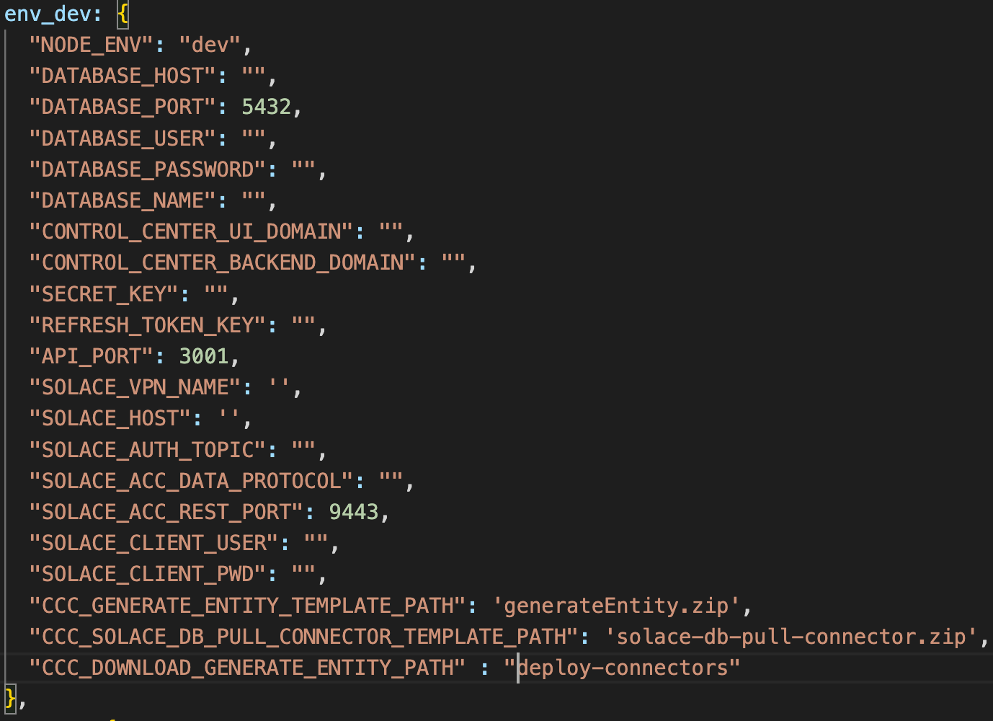 env_dev: {
"NODE_ENV": "dev",
"DATABASE_HOST": "",
"DATABASE_PORT": 5432,
"DATABASE_USER": "",
"DATABASE_PASSWORD": "",
"DATABASE_NAME": "",
"CONTROL_CENTER_UI_DOMAIN": "",
"CONTROL_CENTER_BACKEND_DOMAIN": "",
"SECRET_KEY": "",
"REFRESH_TOKEN_KEY": "",
"API_PORT": 3001,
"SOLACE_VPN_NAME": '',
"SOLACE_HOST": '',
"SOLACE_AUTH_TOPIC": "",
"SOLACE_ACC_DATA_PROTOCOL": "",
"SOLACE_ACC_REST_PORT": 9443,
"SOLACE_CLIENT_USER": "",
"SOLACE_CLIENT_PWD": "",
"CCC_GENERATE_ENTITY_TEMPLATE_PATH": 'generateEntity.zip',
"CCC_SOLACE_DB_PULL_CONNECTOR_TEMPLATE_PATH": 'solace-db-pull-connector.zip',
"CCC_DOWNLOAD_GENERATE_ENTITY_PATH" : "deploy-connectors"
},